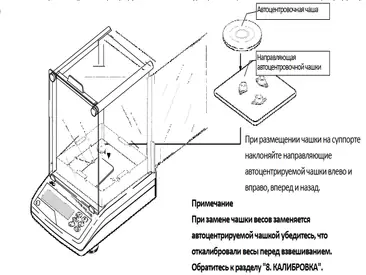 Автоцентровочная чаша
Направляющая
автоцентровочной чашки
При размещении чашки на суппорте
наклоняйте направляющие
автоцентрируемой чашки влево и
вправо, вперед и назад.
Примечание
При замене чашки весов заменяется
автоцентрируемой чашкой убедитесь, что
откалибровали весы перед взвешиванием.
Обратитесь к разделу "8. КАЛИБРОВКА".